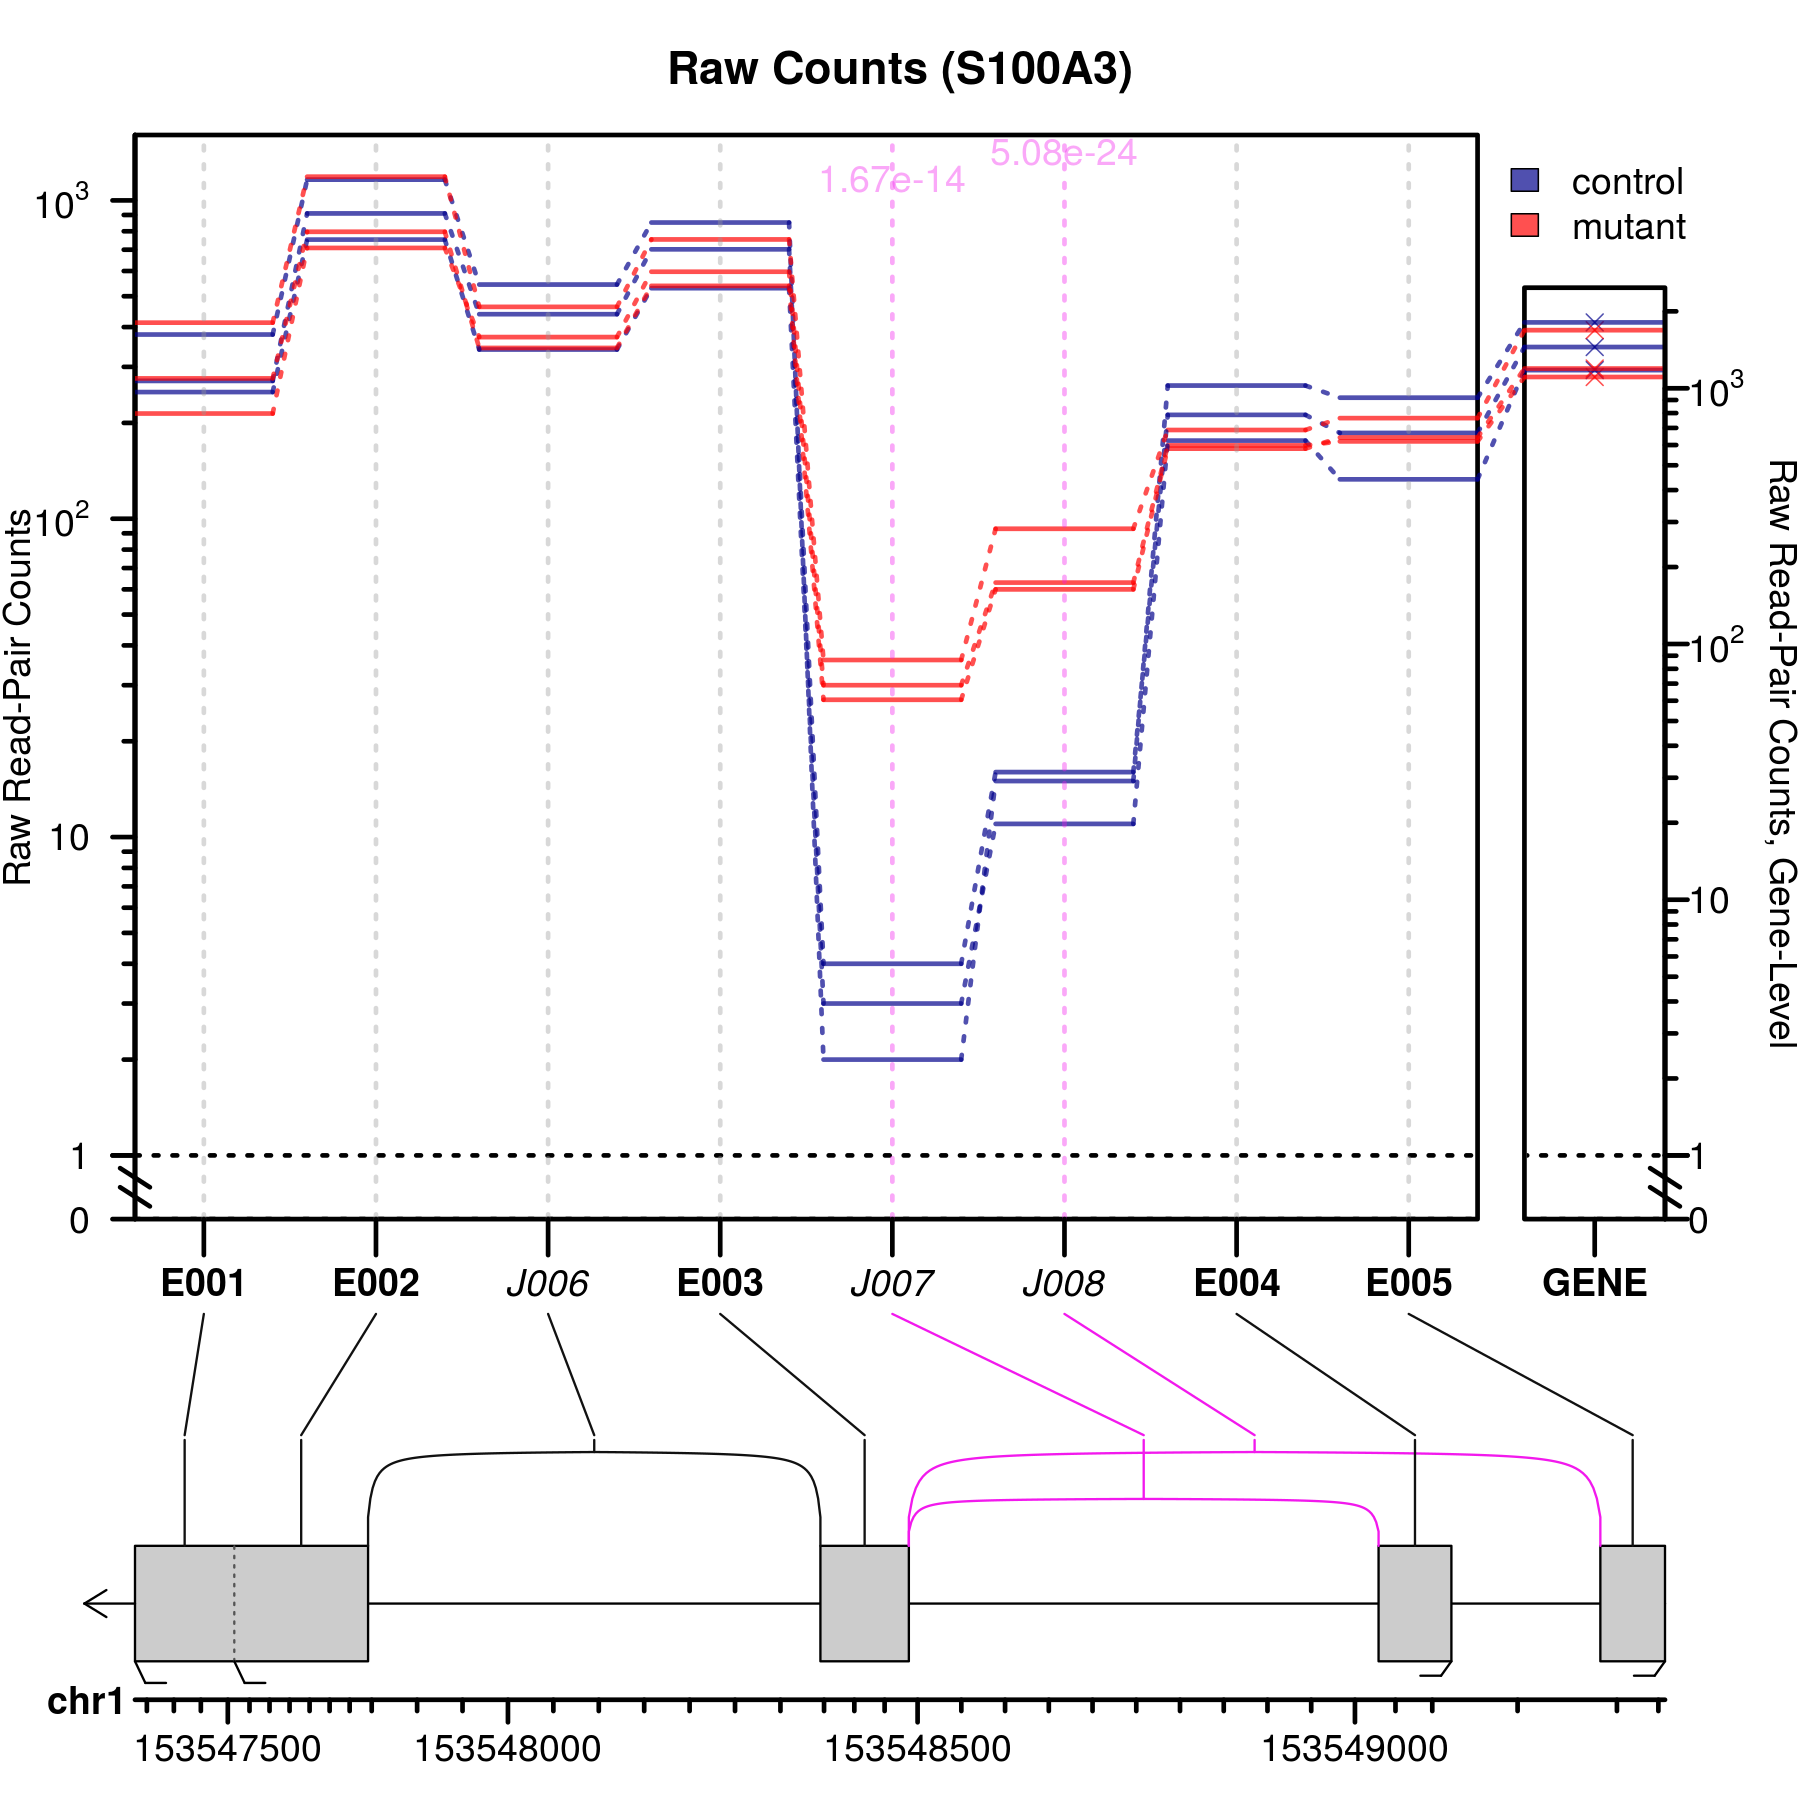 Raw Counts (S100A3)
5.08e-24
1.67e-14
control
mutant
10³
10²
10
1
0
Raw Read-Pair Counts
10³
10²
10
1
0
Raw Read-Pair Counts, Gene-Level
E001 E002 J006 E003 J007 J008 E004 E005 GENE
chr1
153547500 153548000 153548500 153549000